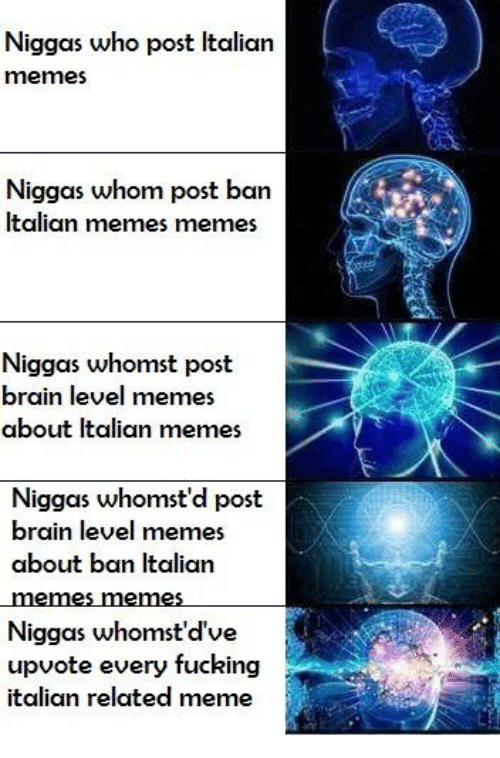 Niggas who post Italian
memes
Niggas whom post ban
Italian memes memes
Niggas whomst post
brain level memes
about Italian memes
Niggas whomst'd post
brain level memes
about ban Italian
memes memes
Niggas whomst'd've
upvote every fucking
italian related meme